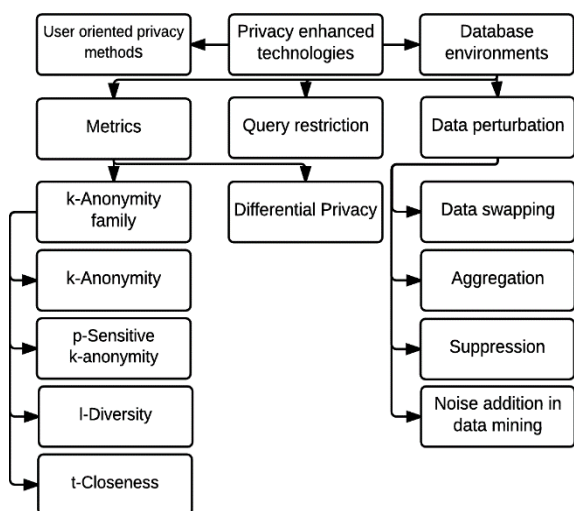 User oriented privacy
methods
Privacy enhanced
technologies
Database
environments
Metrics
Query restriction
Data perturbation
k-Anonymity
family
Differential Privacy
Data swapping
k-Anonymity
Aggregation
p-Sensitive
k-anonymity
Suppression
l-Diversity
Noise addition in
data mining
t-Closeness